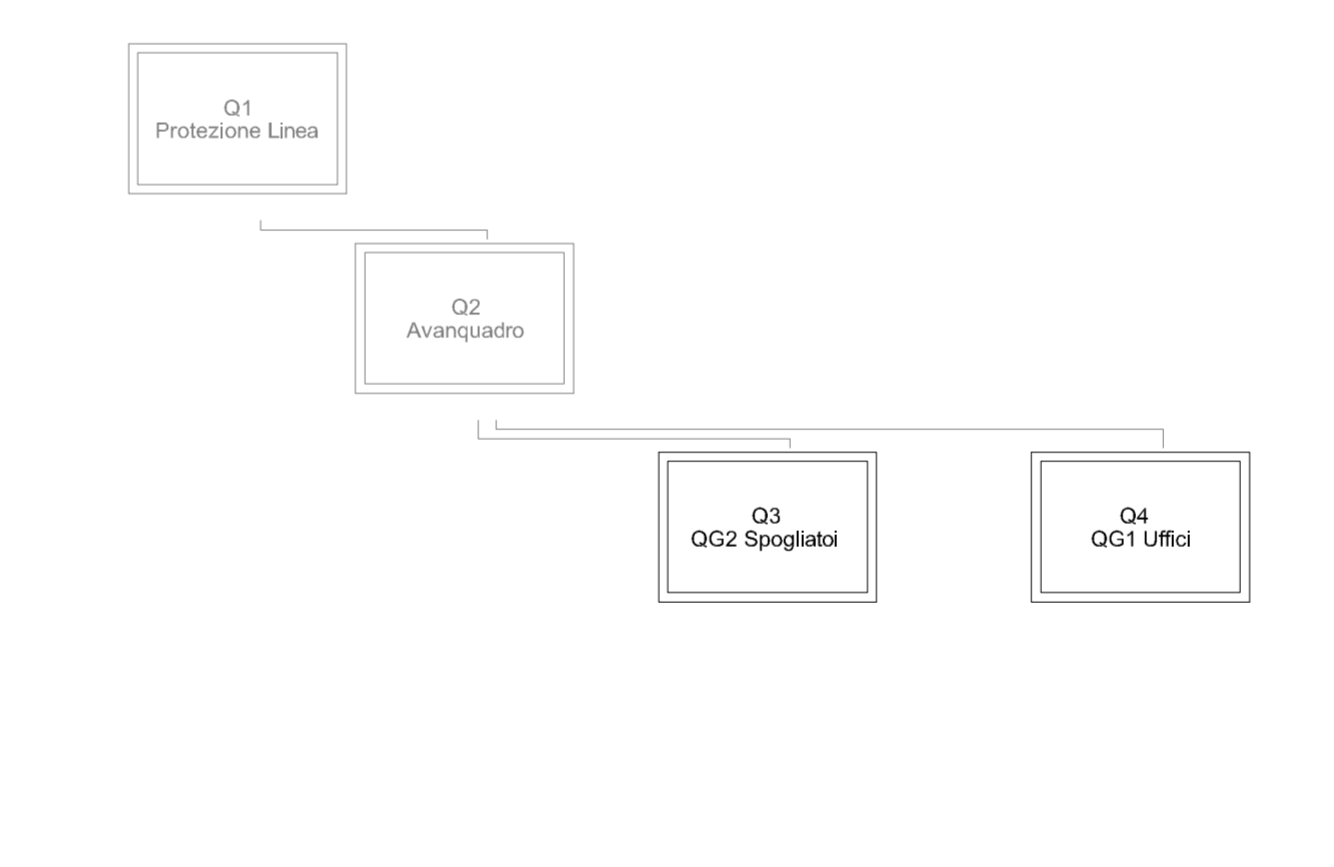 Q1
Protezione Linea
Q2
Avanquadro
Q3
QG2 Spogliatoi
Q4
QG1 Uffici